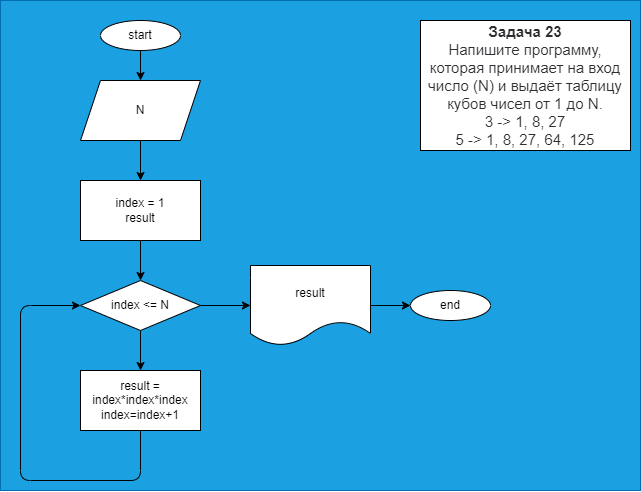 start
Задача 23
Напишите программу,
которая принимает на вход
число (N) и выдаёт таблицу
кубов чисел от 1 до N.
3 -> 1, 8, 27
5 -> 1, 8, 27, 64, 125
N
index = 1
result
index <= N
result
end
result =
index*index*index
index=index+1